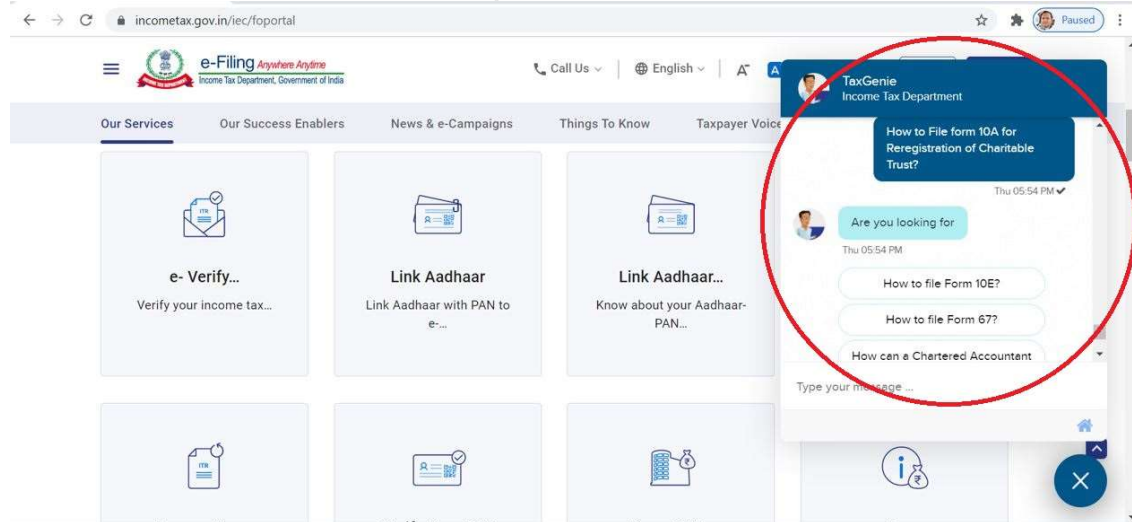 incometax.gov.in/iec/foportal
Paused
e-Filing Anywhere Anytime
Income Tax Department, Government of India
Call Us
English
A-
A
Our Services
Our Success Enablers
News & e-Campaigns
Things To Know
Taxpayer Voice
e- Verify...
Verify your income tax...
Link Aadhaar
Link Aadhaar with PAN to
e-...
Link Aadhaar...
Know about your Aadhaar-
PAN...
ITR
ITR
TaxGenie
Income Tax Department
How to File form 10A for
Reregistration of Charitable
Trust?
Thu 05:54 PM
Are you looking for
Thu 05:54 PM
How to file Form 10E?
How to file Form 67?
How can a Chartered Accountant
Type your message ...